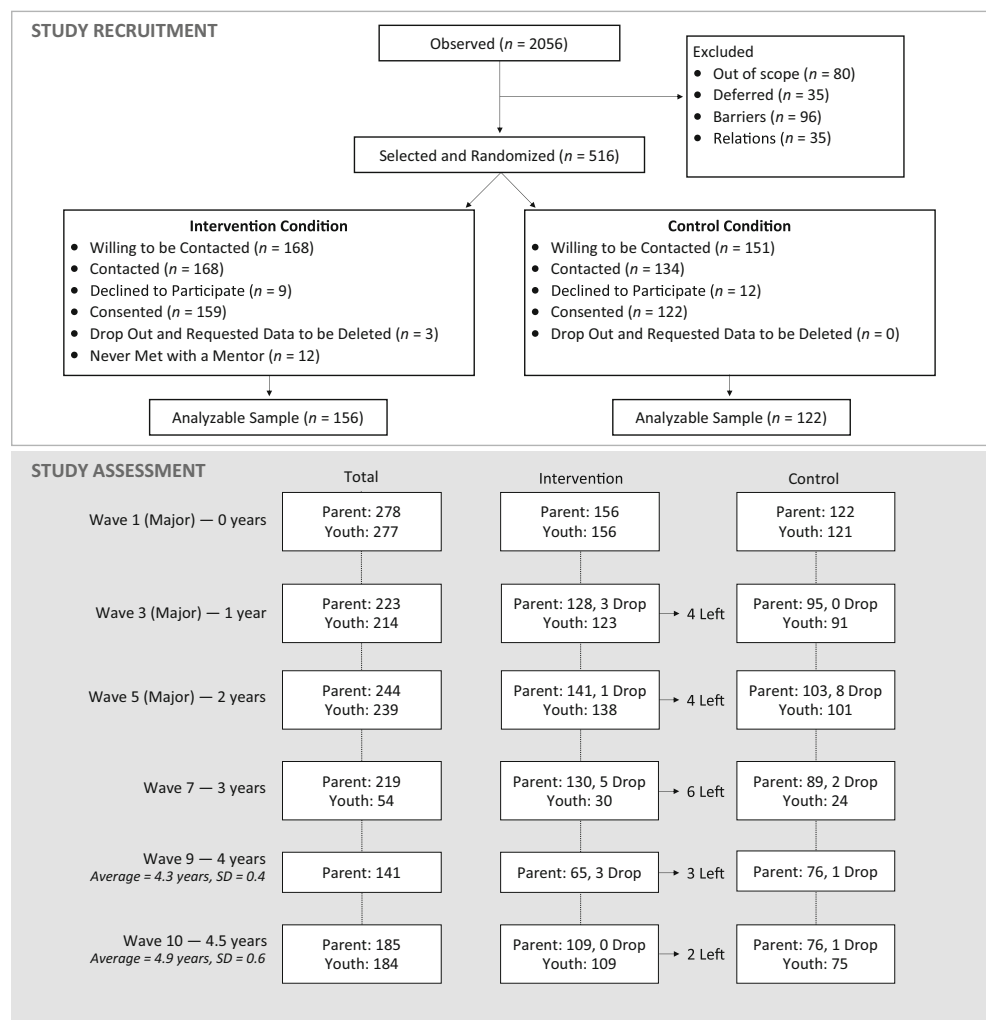 STUDY RECRUITMENT
Observed (n = 2056)
Excluded
• Out of scope (n = 80)
• Deferred (n = 35)
• Barriers (n = 96)
• Relations (n = 35)
Selected and Randomized (n = 516)
Intervention Condition
• Willing to be Contacted (n = 168)
• Contacted (n = 168)
• Declined to Participate (n = 9)
• Consented (n = 159)
• Drop Out and Requested Data to be Deleted (n = 3)
• Never Met with a Mentor (n = 12)
Control Condition
• Willing to be Contacted (n = 151)
• Contacted (n = 134)
• Declined to Participate (n = 12)
• Consented (n = 122)
• Drop Out and Requested Data to be Deleted (n = 0)
Analyzable Sample (n = 156)
Analyzable Sample (n = 122)
STUDY ASSESSMENT
Total
Intervention
Control
Wave 1 (Major) — 0 years
Parent: 278
Youth: 277
Parent: 156
Youth: 156
Parent: 122
Youth: 121
Wave 3 (Major) — 1 year
Parent: 223
Youth: 214
Parent: 128, 3 Drop
Youth: 123
4 Left
Parent: 95, 0 Drop
Youth: 91
Wave 5 (Major) — 2 years
Parent: 244
Youth: 239
Parent: 141, 1 Drop
Youth: 138
4 Left
Parent: 103, 8 Drop
Youth: 101
Wave 7 — 3 years
Parent: 219
Youth: 54
Parent: 130, 5 Drop
Youth: 30
6 Left
Parent: 89, 2 Drop
Youth: 24
Wave 9 — 4 years
Average = 4.3 years, SD = 0.4
Parent: 141
Parent: 65, 3 Drop
3 Left
Parent: 76, 1 Drop
Wave 10 — 4.5 years
Average = 4.9 years, SD = 0.6
Parent: 185
Youth: 184
Parent: 109, 0 Drop
Youth: 109
2 Left
Parent: 76, 1 Drop
Youth: 75